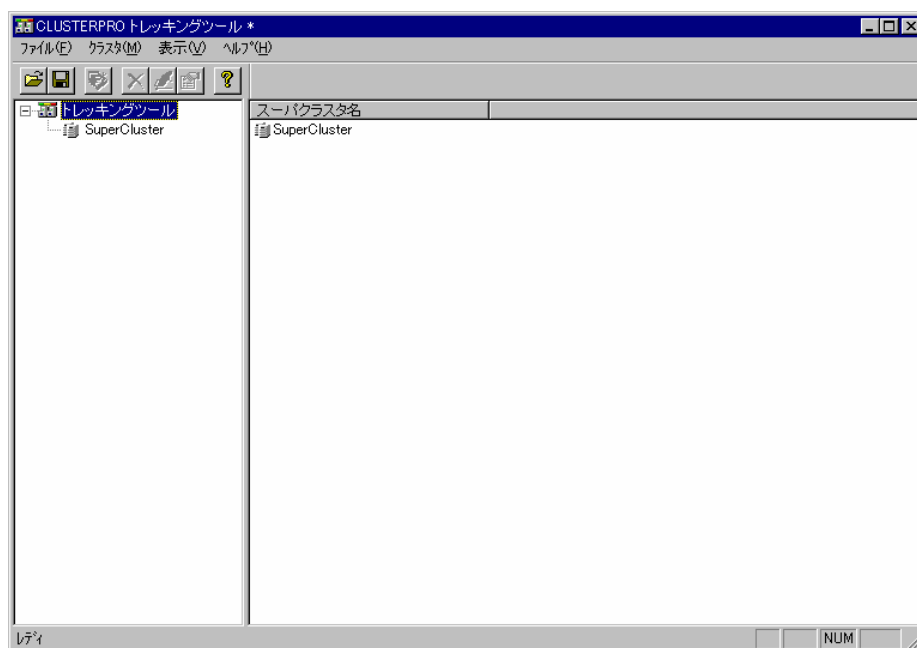 CLUSTERPRO トレッキングツール *
ﾌｧｲﾙ(F) ｸﾗｽﾀ(M) 表示(V) ﾍﾙﾌﾟ(H)
トレッキングツール
SuperCluster
スーパクラスタ名
SuperCluster
ﾚﾃﾞｨ
NUM